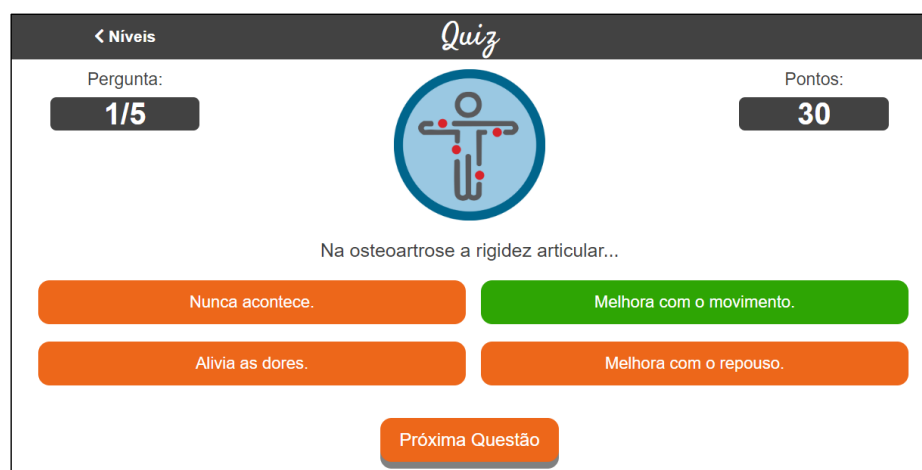 Níveis
Quiz
Pergunta:
1/5
Pontos:
30
Na osteoartrose a rigidez articular...
Nunca acontece.
Melhora com o movimento.
Alivia as dores.
Melhora com o repouso.
Próxima Questão